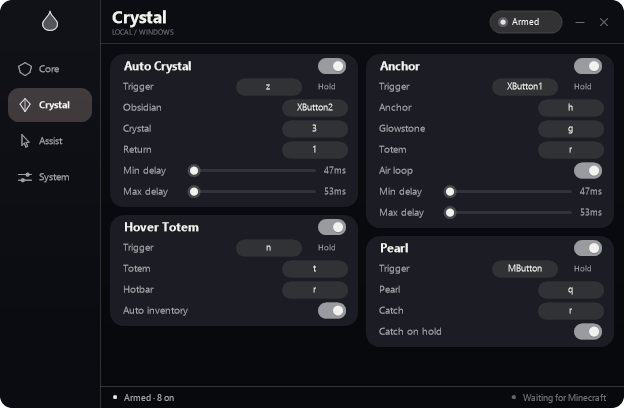 Crystal
LOCAL / WINDOWS
Armed
Core
Crystal
Assist
System
Auto Crystal
Trigger z Hold
Obsidian XButton2
Crystal 3
Return 1
Min delay 47ms
Max delay 53ms
Hover Totem
Trigger n Hold
Totem t
Hotbar r
Auto inventory
Anchor
Trigger XButton1 Hold
Anchor h
Glowstone g
Totem r
Air loop
Min delay 47ms
Max delay 53ms
Pearl
Trigger MButton Hold
Pearl q
Catch r
Catch on hold
Armed · 8 on
Waiting for Minecraft